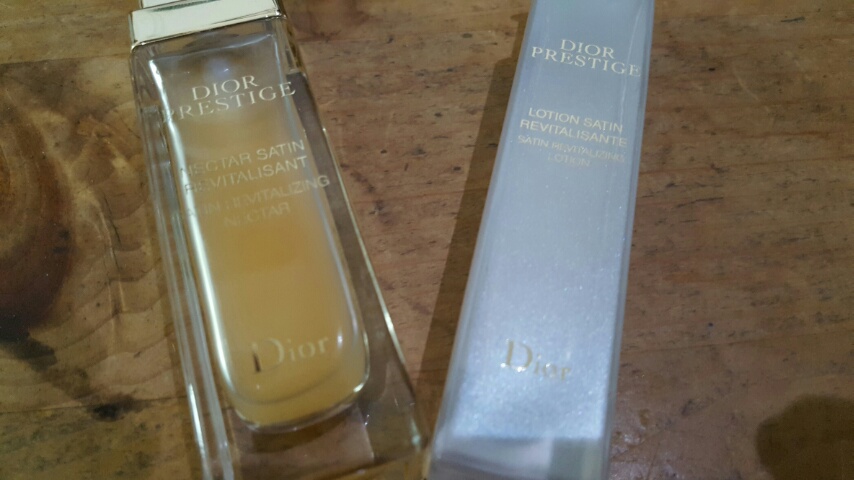 DIOR
PRESTIGE
NECTAR SATIN
REVITALISANT
SATIN REVITALIZING
NECTAR
Dior
DIOR
PRESTIGE
LOTION SATIN
REVITALISANTE
SATIN REVITALIZING
LOTION
Dior